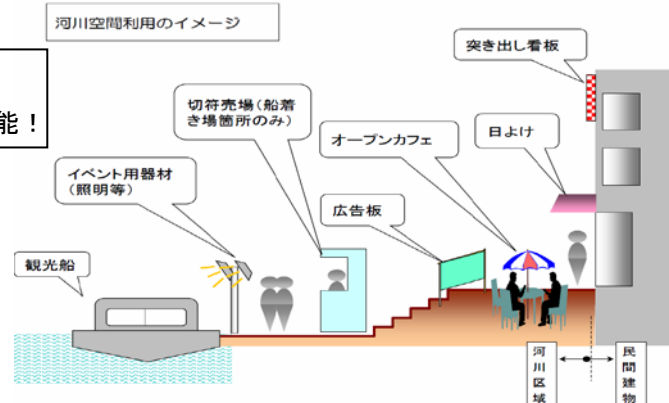 河川空間利用のイメージ
能！
突き出し看板
切符売場（船着
き場箇所のみ）
オープンカフェ
日よけ
イベント用器材
（照明等）
広告板
観光船
河川区域
民間建物